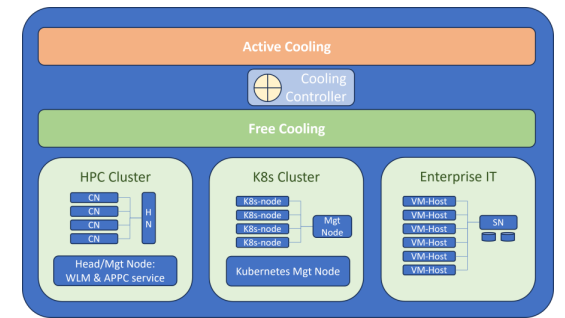 Active Cooling
Cooling
Controller
Free Cooling
HPC Cluster
CN
CN
CN
CN
H
N
Head/Mgt Node:
WLM & APPC service
K8s Cluster
K8s-node
K8s-node
K8s-node
K8s-node
Mgt
Node
Kubernetes Mgt Node
Enterprise IT
VM-Host
VM-Host
VM-Host
VM-Host
VM-Host
VM-Host
SN